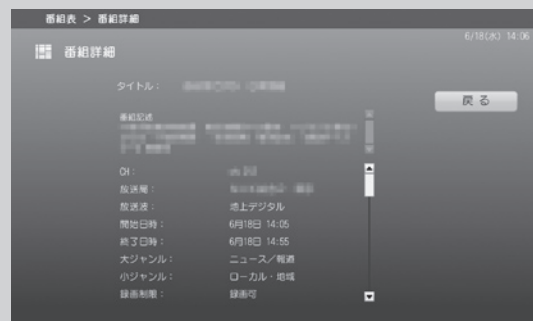 番組表 > 番組詳細
6/18(水) 14:06
番組詳細
タイトル：
戻る
番組記述
CH：
放送局：
放送波： 地上デジタル
開始日時： 6月18日 14:05
終了日時： 6月18日 14:55
大ジャンル： ニュース／報道
小ジャンル： ローカル・地域
録画制限： 録画可